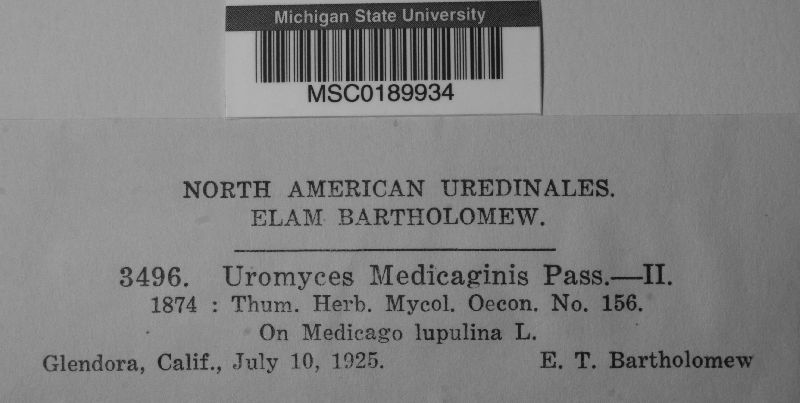 Michigan State University
MSC0189934
NORTH AMERICAN UREDINALES.
ELAM BARTHOLOMEW.
3496. Uromyces Medicaginis Pass.—II.
1874 : Thum. Herb. Mycol. Oecon. No. 156.
On Medicago lupulina L.
Glendora, Calif., July 10, 1925. E. T. Bartholomew